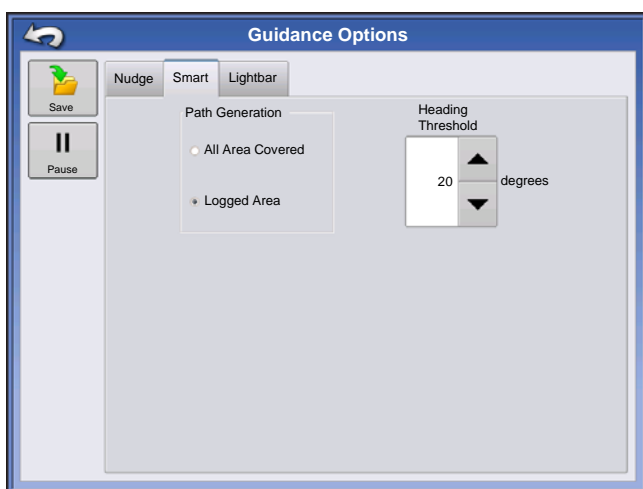 Guidance Options
Save
Pause
Nudge
Smart
Lightbar
Path Generation
All Area Covered
Logged Area
Heading
Threshold
20
degrees